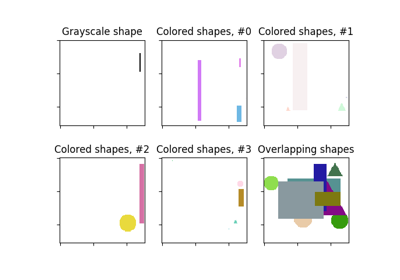 Grayscale shape
Colored shapes, #0
Colored shapes, #1
Colored shapes, #2
Colored shapes, #3
Overlapping shapes